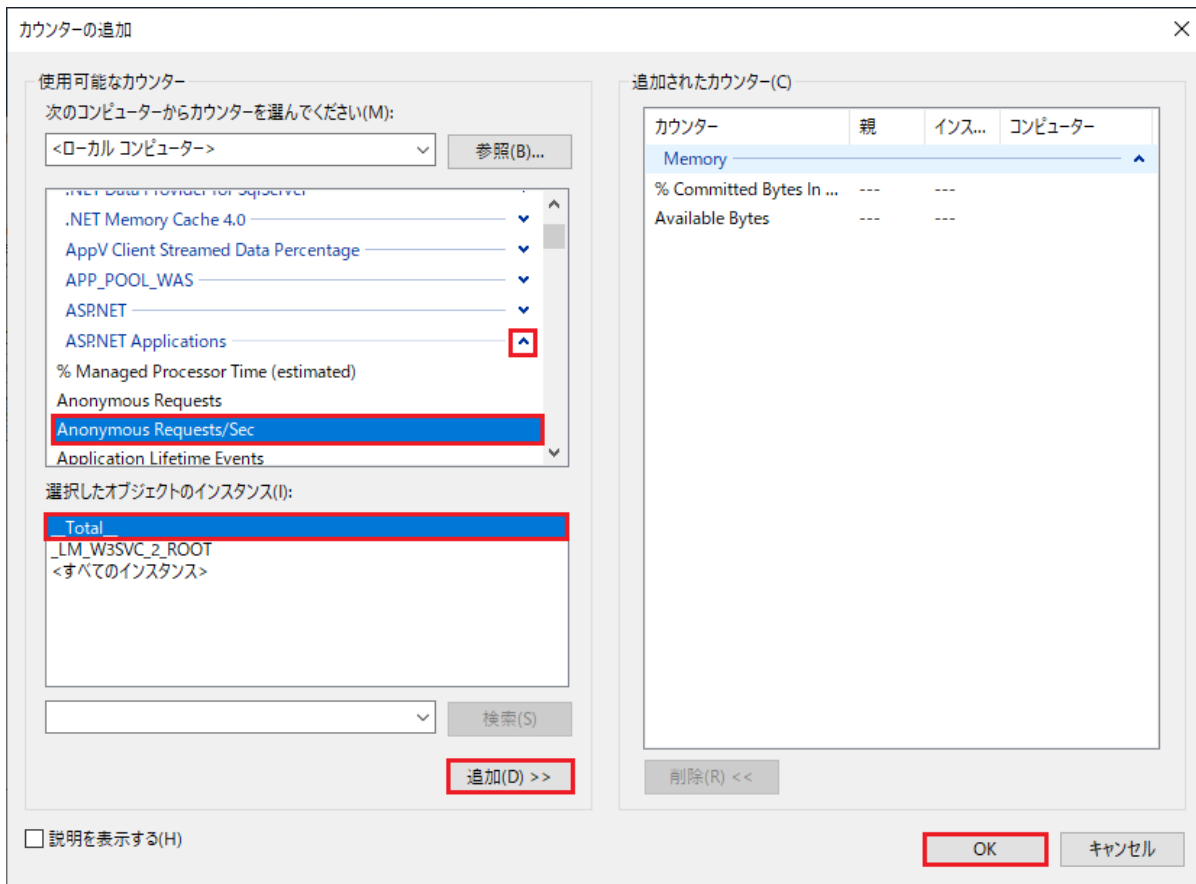 カウンターの追加
使用可能なカウンター
次のコンピューターからカウンターを選んでください(M):
<ローカル コンピューター>
参照(B)...
.NET Data Provider for SqlServer
.NET Memory Cache 4.0
AppV Client Streamed Data Percentage
APP_POOL_WAS
ASP.NET
ASP.NET Applications
% Managed Processor Time (estimated)
Anonymous Requests
Anonymous Requests/Sec
Application Lifetime Events
選択したオブジェクトのインスタンス(I):
__Total__
_LM_W3SVC_2_ROOT
<すべてのインスタンス>
検索(S)
追加(D) >>
説明を表示する(H)
追加されたカウンター(C)
カウンター 親 インス... コンピューター
Memory
% Committed Bytes In ... --- ---
Available Bytes --- ---
削除(R) <<
OK キャンセル